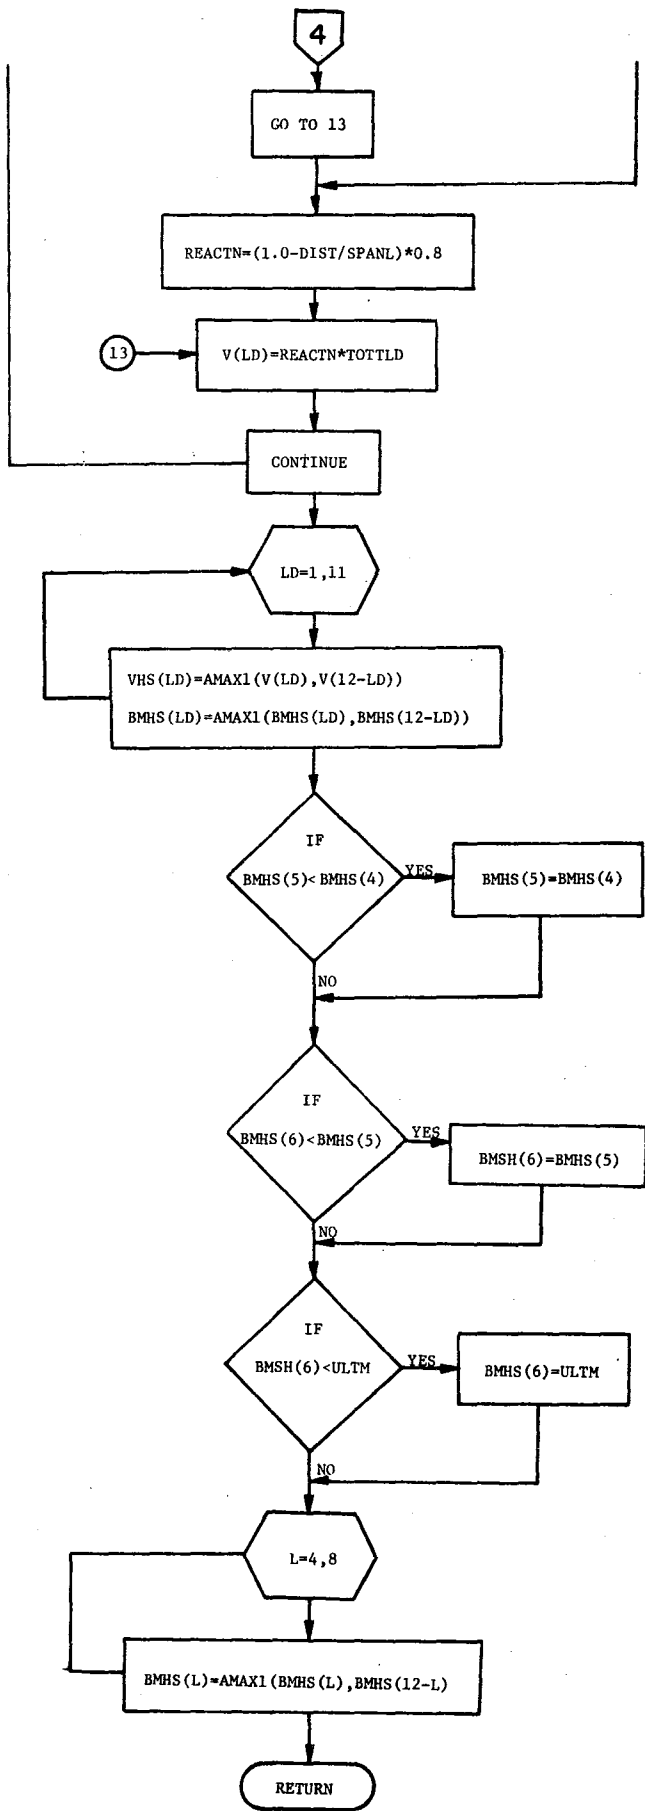 4
GO TO 13
REACTN=(1.0-DIST/SPANL)*0.8
13
V(LD)=REACTN*TOTTLD
CONTINUE
LD=1,11
VHS(LD)=AMAX1(V(LD),V(12-LD))
BMHS(LD)=AMAX1(BMHS(LD),BMHS(12-LD))
IF
BMHS(5)<BMHS(4)
YES
BMHS(5)=BMHS(4)
NO
IF
BMHS(6)<BMHS(5)
YES
BMSH(6)=BMHS(5)
NO
IF
BMSH(6)<ULTM
YES
BMHS(6)=ULTM
NO
L=4,8
BMHS(L)=AMAX1(BMHS(L),BMHS(12-L)
RETURN